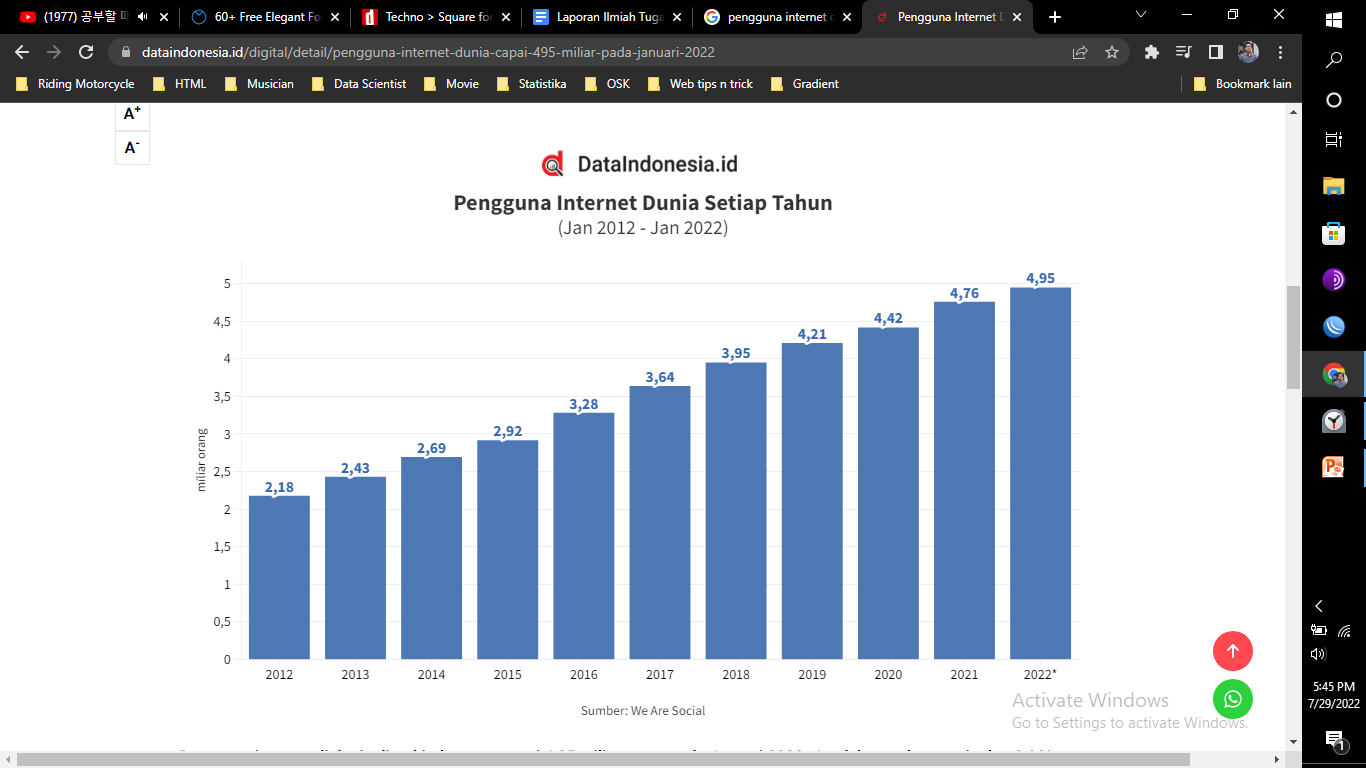 (1977) 공부할 때
60+ Free Elegant Fo
Techno > Square for
Laporan Ilmiah Tuga
pengguna internet d
Pengguna Internet D
dataindonesia.id/digital/detail/pengguna-internet-dunia-capai-495-miliar-pada-januari-2022
Riding Motorcycle
HTML
Musician
Data Scientist
Movie
Statistika
OSK
Web tips n trick
Gradient
Bookmark lain
A+
A-
DataIndonesia.id
Pengguna Internet Dunia Setiap Tahun
(Jan 2012 - Jan 2022)
miliar orang
5
4,5
4
3,5
3
2,5
2
1,5
1
0,5
0
2,18
2,43
2,69
2,92
3,28
3,64
3,95
4,21
4,42
4,76
4,95
2012
2013
2014
2015
2016
2017
2018
2019
2020
2021
2022*
Sumber: We Are Social
Activate Windows
Go to Settings to activate Windows.
5:45 PM
7/29/2022
1